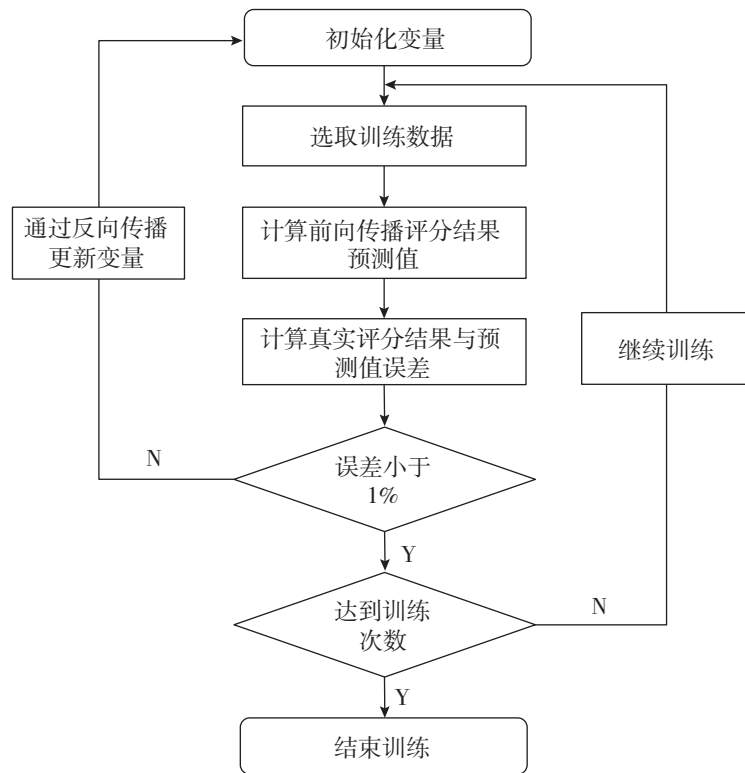 初始化变量
选取训练数据
通过反向传播
更新变量
计算前向传播评分结果
预测值
计算真实评分结果与预
测值误差
继续训练
N
误差小于
1%
Y
达到训练
次数
N
Y
结束训练